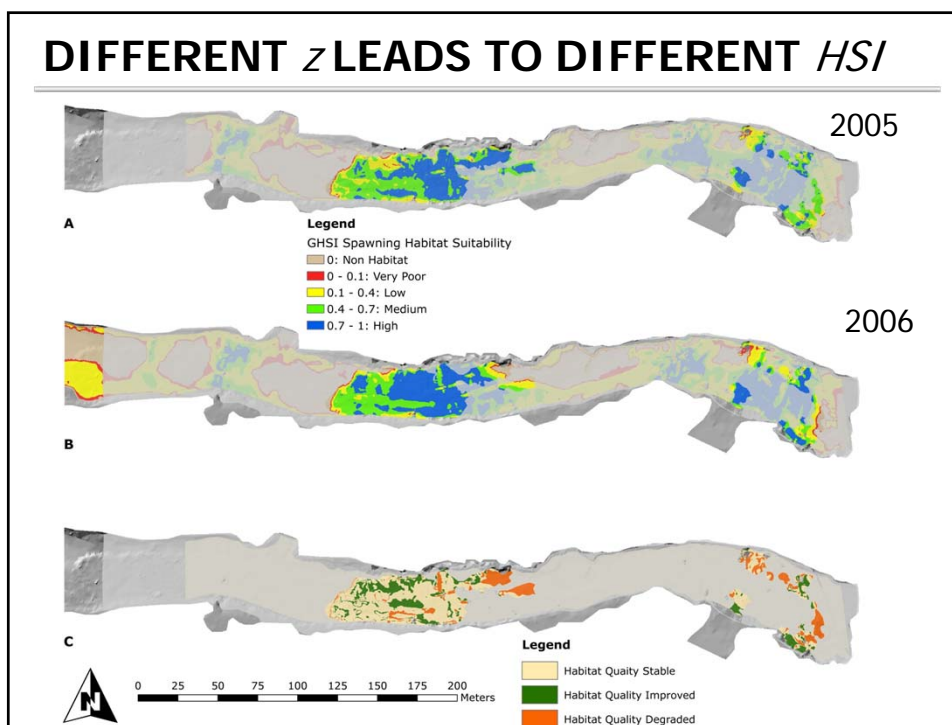 DIFFERENT z LEADS TO DIFFERENT HSI
2005
A
Legend
GHSI Spawning Habitat Suitability
0: Non Habitat
0 - 0.1: Very Poor
0.1 - 0.4: Low
0.4 - 0.7: Medium
0.7 - 1: High
2006
B
C
Legend
Habitat Quaity Stable
Habitat Quality Improved
Habitat Quality Degraded
N
0 25 50 75 100 125 150 175 200
Meters